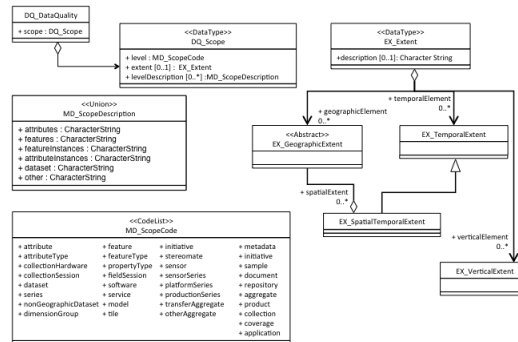 DQ_DataQuality
+ scope : DQ_Scope
<<DataType>>
DQ_Scope
+ level : MD_ScopeCode
+ extent [0..1] : EX_Extent
+ levelDescription [0..*] :MD_ScopeDescription
<<DataType>>
EX_Extent
+description [0..1]: Character String
+ geographicElement
0..*
+ temporalElement
0..*
<<Union>>
MD_ScopeDescription
+ attributes : CharacterString
+ features : CharacterString
+ featureInstances : CharacterString
+ attributeInstances : CharacterString
+ dataset : CharacterString
+ other : CharacterString
<<Abstract>>
EX_GeographicExtent
EX_TemporalExtent
+ spatialExtent
0..*
EX_SpatialTemporalExtent
+ verticalElement
0..*
EX_VerticalExtent
<<CodeList>>
MD_ScopeCode
+ attribute
+ attributeType
+ collectionHardware
+ collectionSession
+ dataset
+ series
+ nonGeographicDataset
+ dimensionGroup
+ feature
+ featureType
+ propertyType
+ fieldSession
+ software
+ service
+ model
+ tile
+ initiative
+ stereomate
+ sensor
+ sensorSeries
+ platformSeries
+ productionSeries
+ transferAggregate
+ otherAggregate
+ metadata
+ initiative
+ sample
+ document
+ repository
+ aggregate
+ product
+ collection
+ coverage
+ application